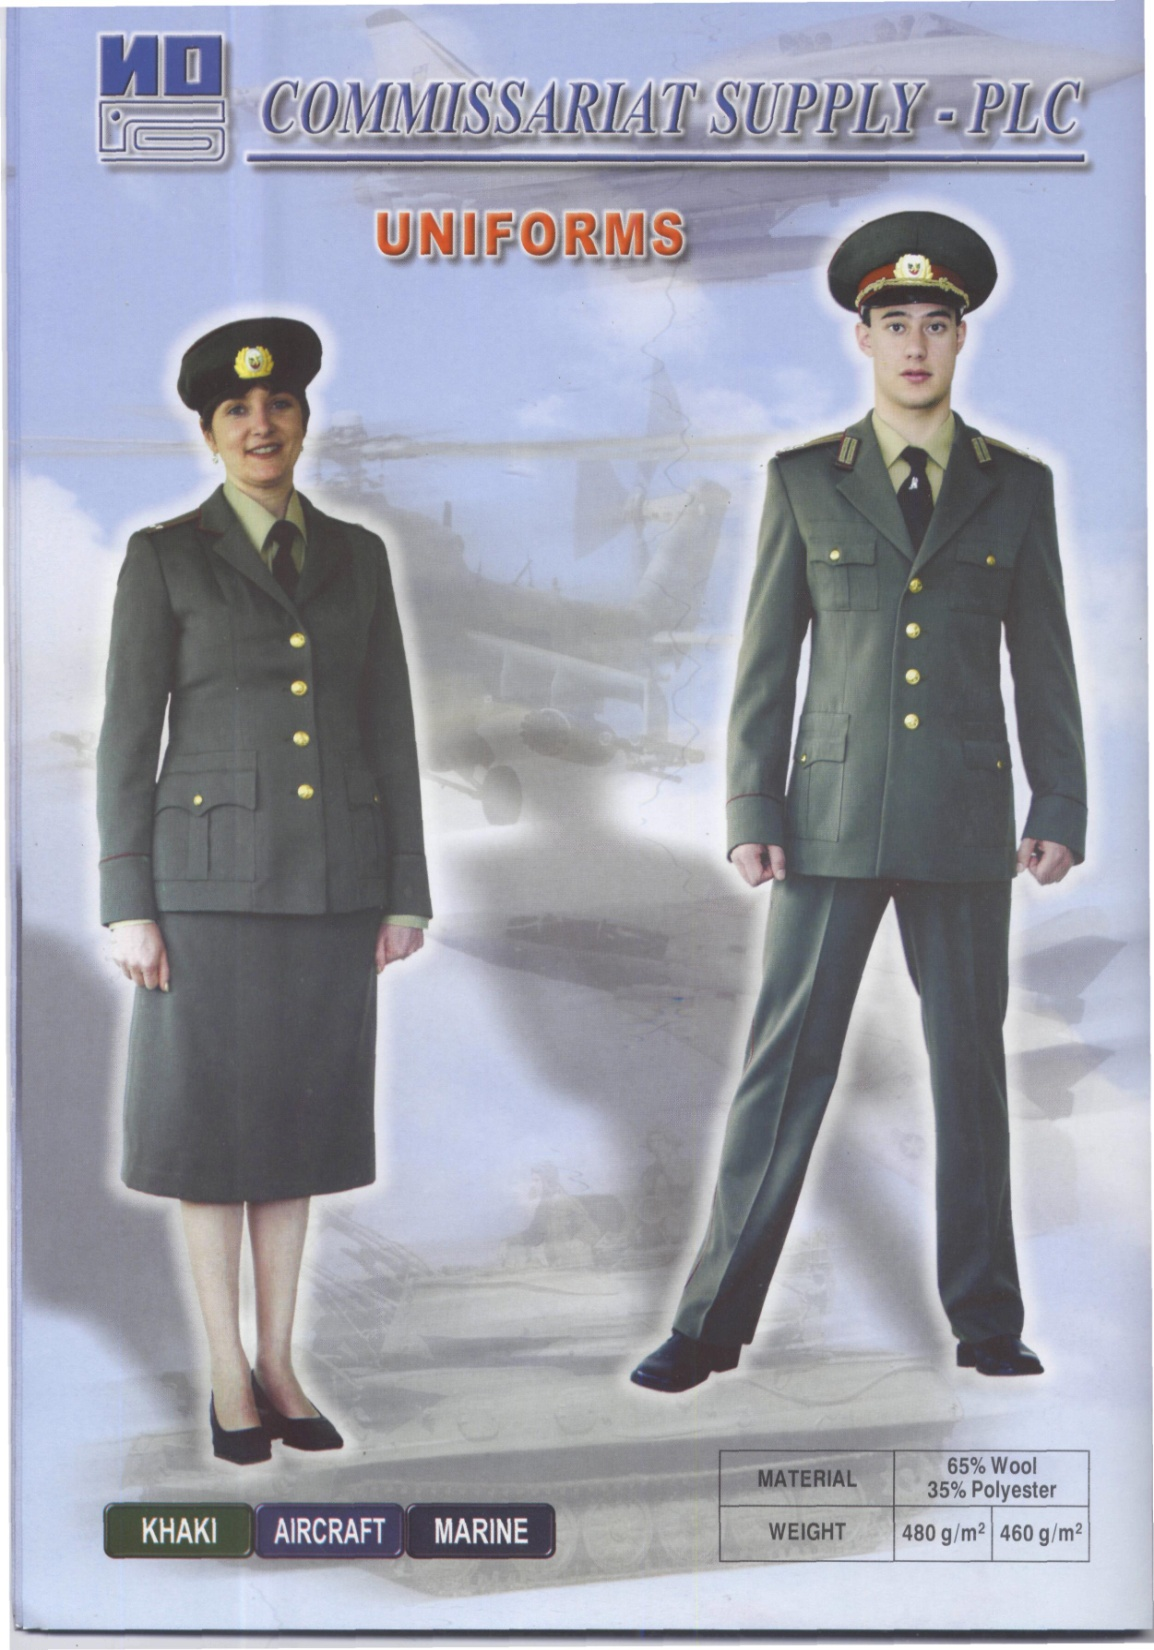 ИО
COMMISSARIAT SUPPLY - PLC
UNIFORMS
MATERIAL 65% Wool
35% Polyester
WEIGHT 480 g/m² 460 g/m²
KHAKI AIRCRAFT MARINE